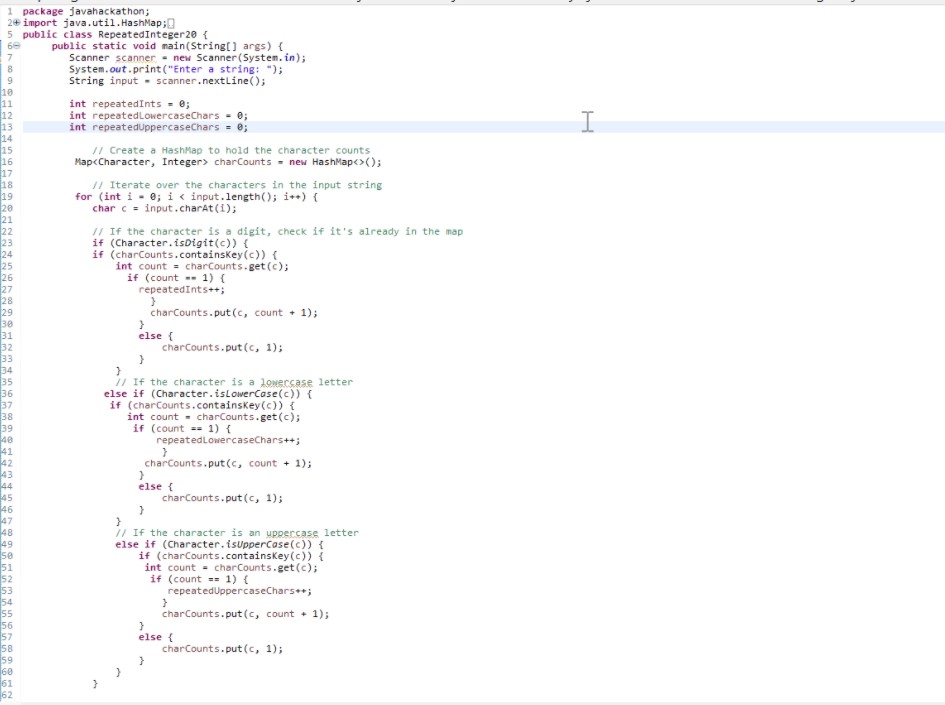 1 package javahackathon;
2 import java.util.HashMap;
5 public class RepeatedInteger20 {
6 public static void main(String[] args) {
7 Scanner scanner = new Scanner(System.in);
8 System.out.print("Enter a string: ");
9 String input = scanner.nextLine();
10
11 int repeatedInts = 0;
12 int repeatedLowercaseChars = 0;
13 int repeatedUppercaseChars = 0;
14
15 // Create a HashMap to hold the character counts
16 Map<Character, Integer> charCounts = new HashMap<>();
17
18 // Iterate over the characters in the input string
19 for (int i = 0; i < input.length(); i++) {
20 char c = input.charAt(i);
21
22 // If the character is a digit, check if it's already in the map
23 if (Character.isDigit(c)) {
24 if (charCounts.containsKey(c)) {
25 int count = charCounts.get(c);
26 if (count == 1) {
27 repeatedInts++;
28 }
29 charCounts.put(c, count + 1);
30 }
31 else {
32 charCounts.put(c, 1);
33 }
34 }
35 // If the character is a lowercase letter
36 else if (Character.isLowerCase(c)) {
37 if (charCounts.containsKey(c)) {
38 int count = charCounts.get(c);
39 if (count == 1) {
40 repeatedLowercaseChars++;
41 }
42 charCounts.put(c, count + 1);
43 }
44 else {
45 charCounts.put(c, 1);
46 }
47 }
48 // If the character is an uppercase letter
49 else if (Character.isUpperCase(c)) {
50 if (charCounts.containsKey(c)) {
51 int count = charCounts.get(c);
52 if (count == 1) {
53 repeatedUppercaseChars++;
54 }
55 charCounts.put(c, count + 1);
56 }
57 else {
58 charCounts.put(c, 1);
59 }
60 }
61 }
62